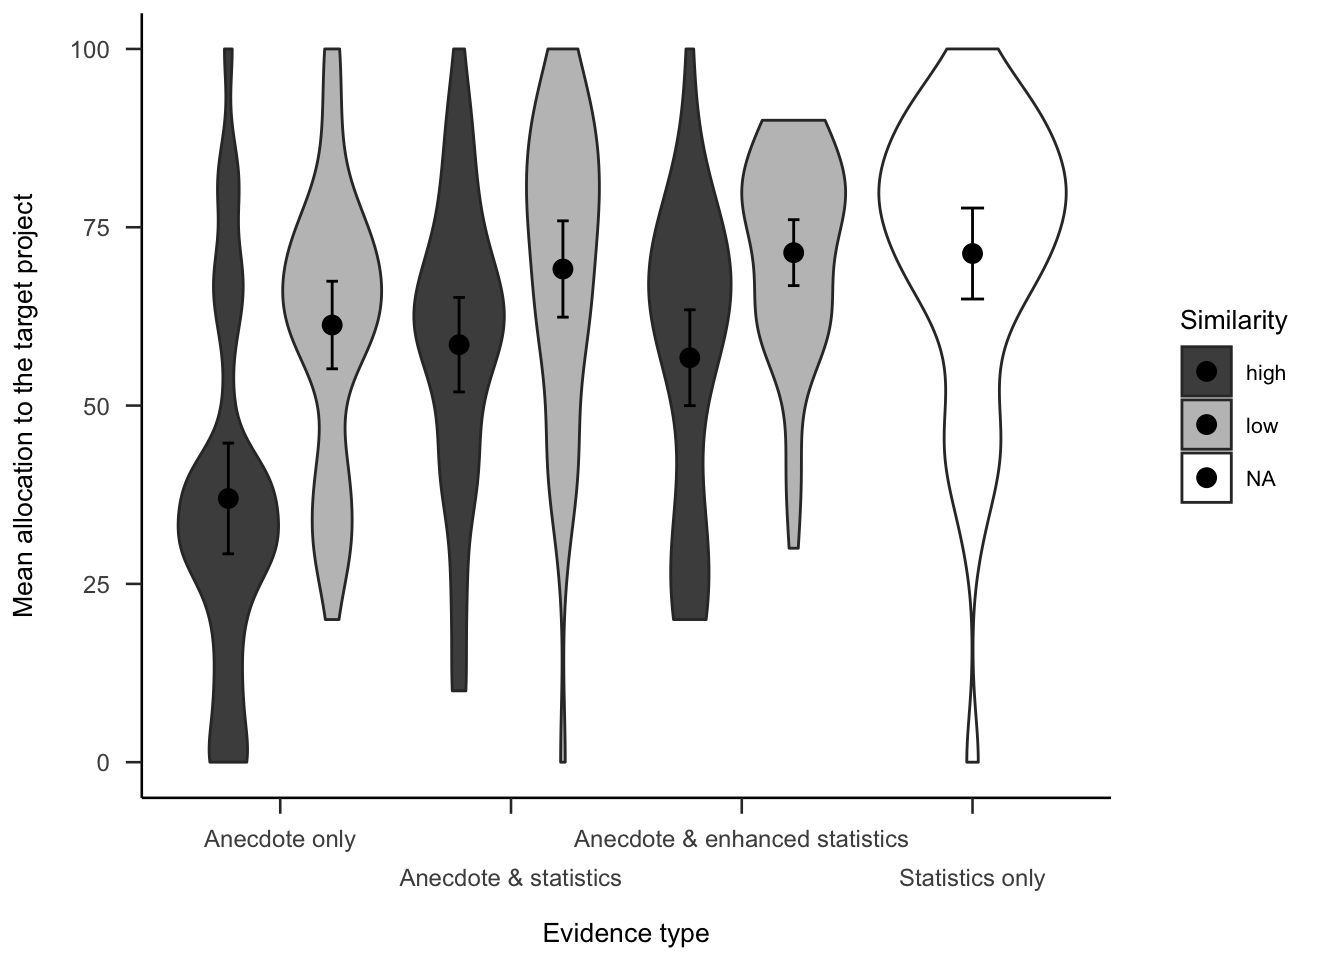 Mean allocation to the target project
100
75
50
25
0
Anecdote only
Anecdote & enhanced statistics
Anecdote & statistics
Statistics only
Evidence type
Similarity
high
low
NA